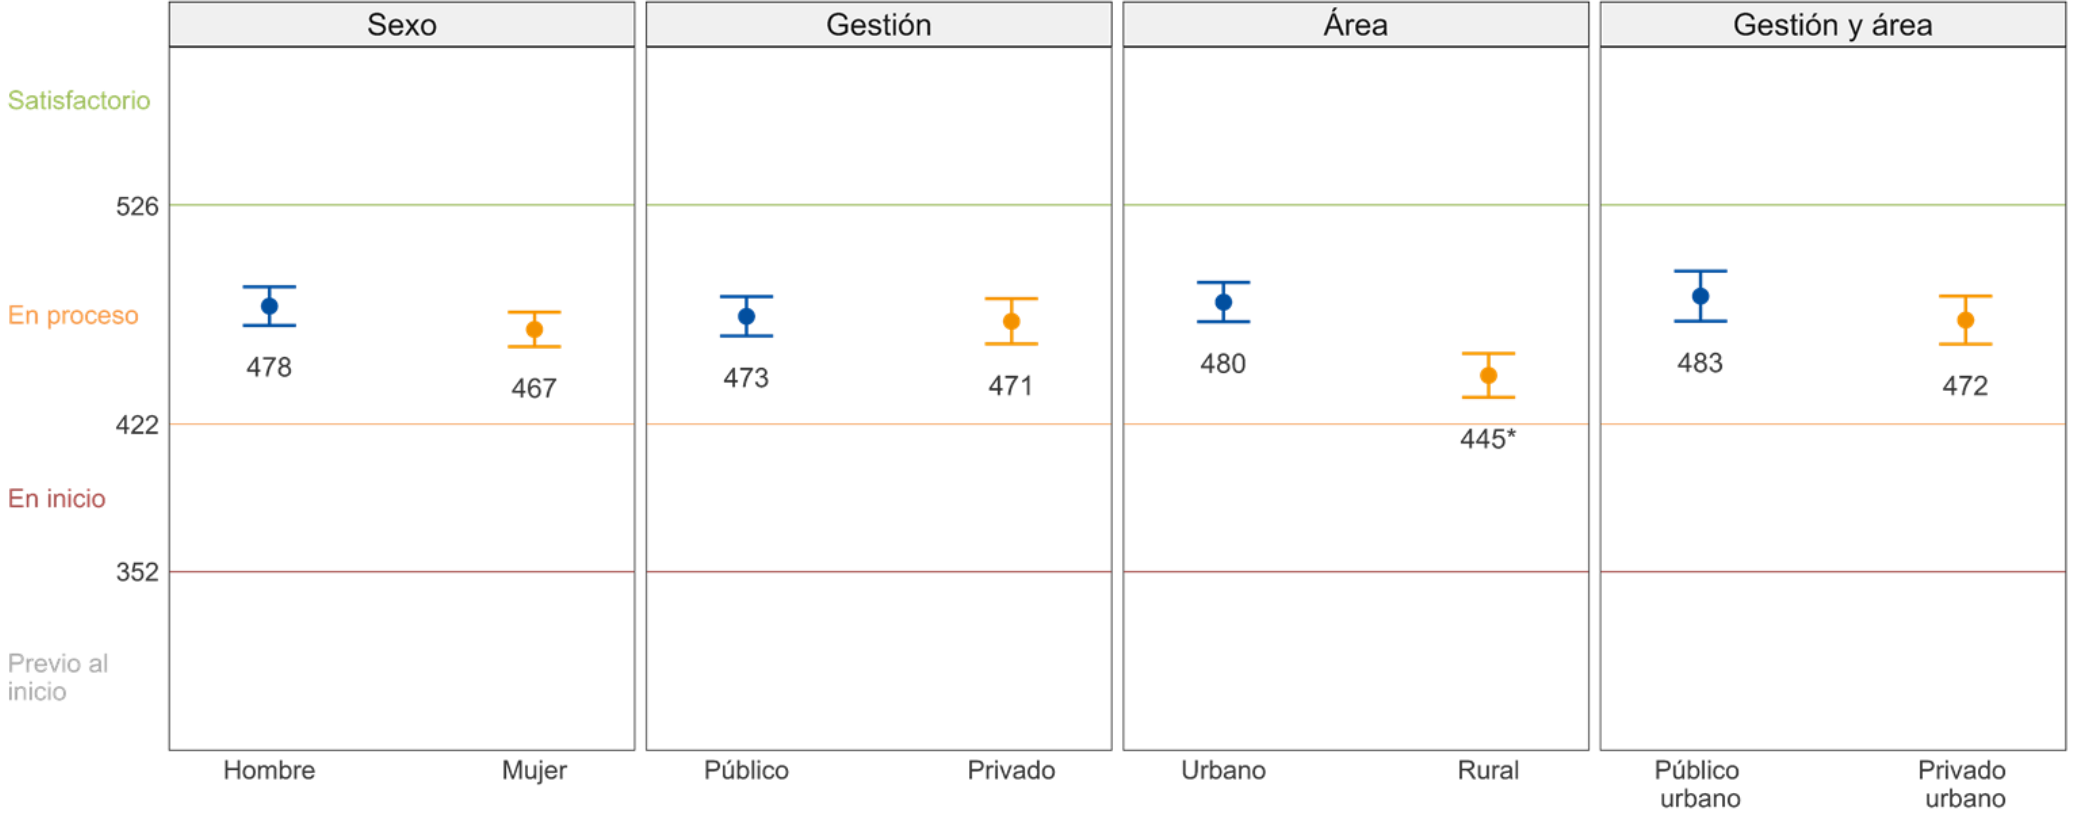 Sexo
Gestión
Área
Gestión y área
Satisfactorio
526
En proceso
478
467
473
471
480
445*
483
472
422
En inicio
352
Previo al
inicio
Hombre
Mujer
Público
Privado
Urbano
Rural
Público
urbano
Privado
urbano